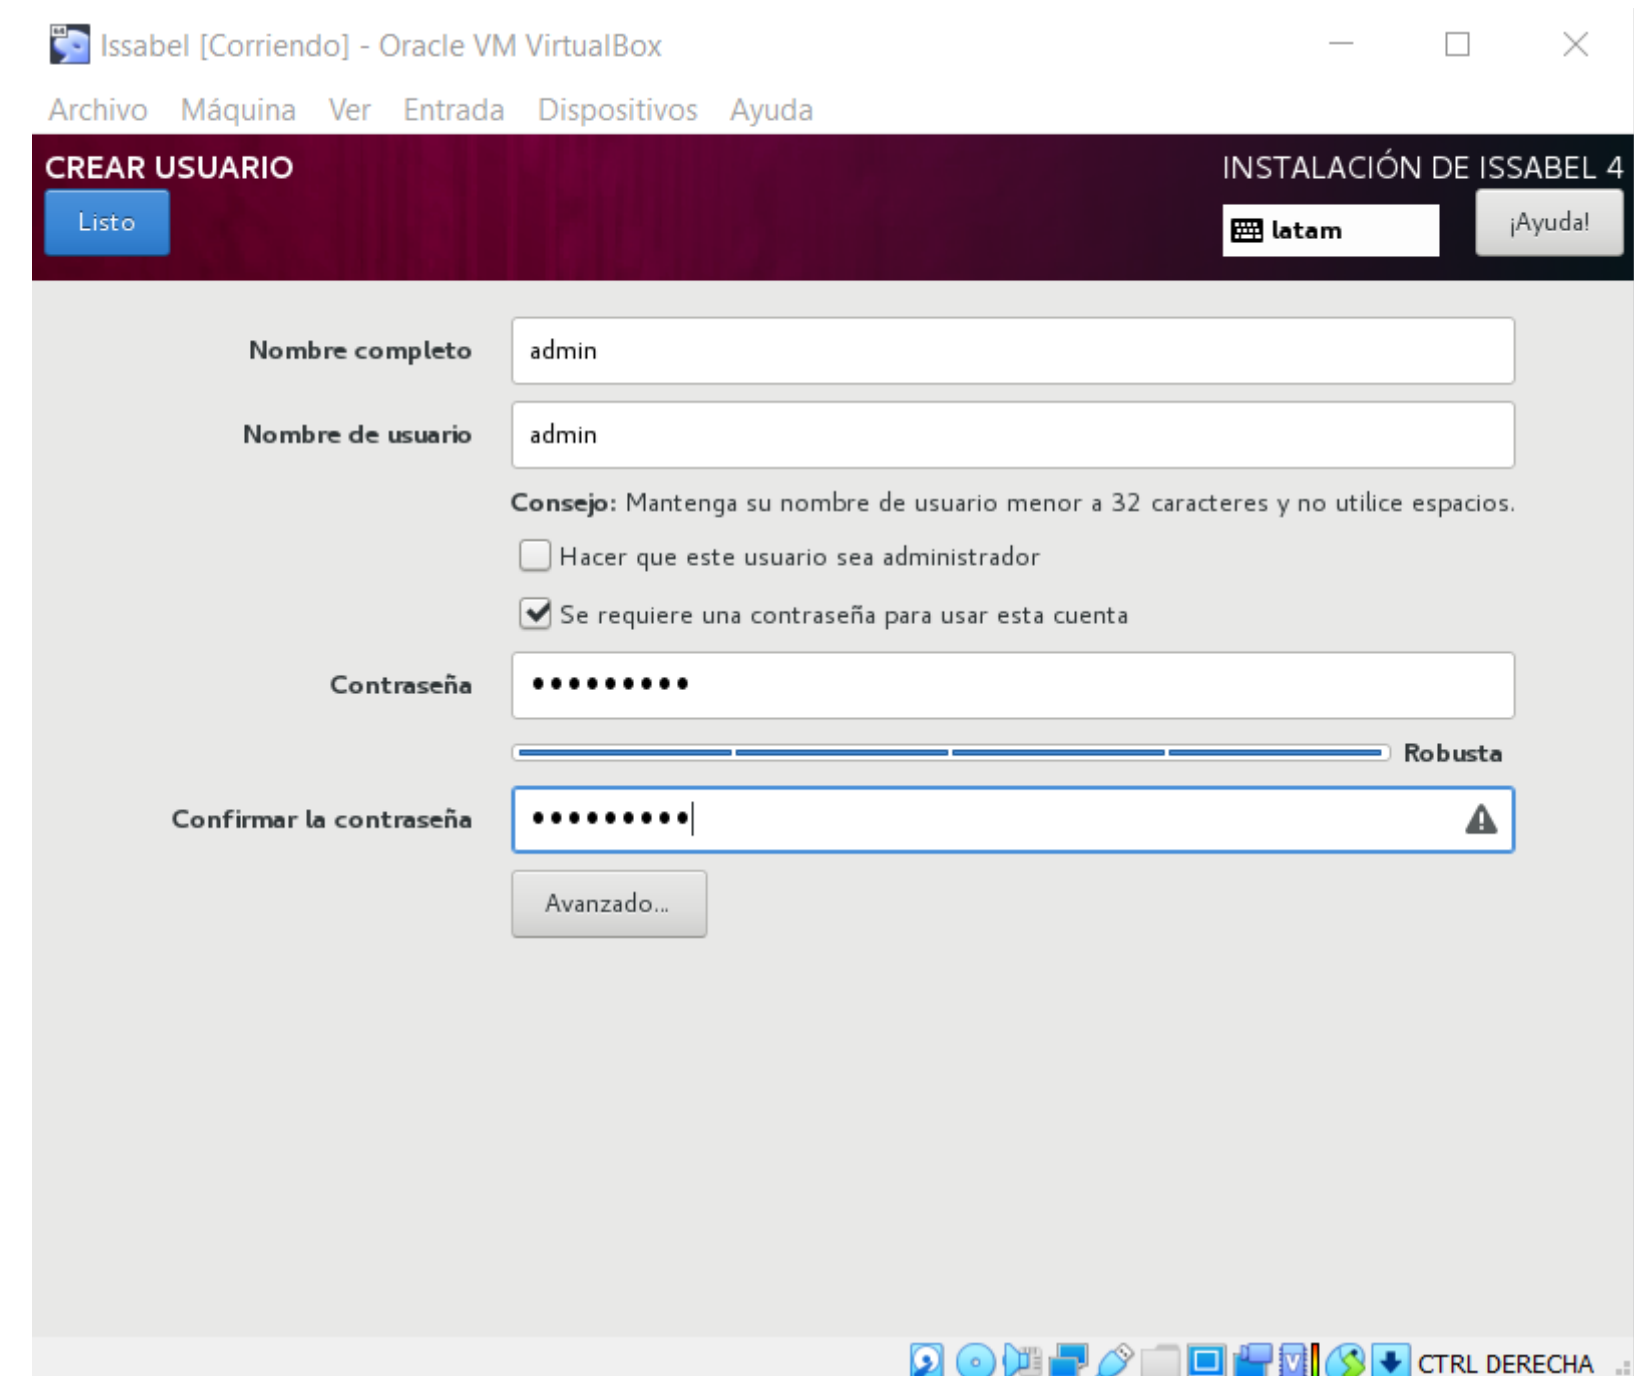 Issabel [Corriendo] - Oracle VM VirtualBox
Archivo Máquina Ver Entrada Dispositivos Ayuda
CREAR USUARIO
INSTALACIÓN DE ISSABEL 4
Listo
latam
¡Ayuda!
Nombre completo
admin
Nombre de usuario
admin
Consejo: Mantenga su nombre de usuario menor a 32 caracteres y no utilice espacios.
Hacer que este usuario sea administrador
Se requiere una contraseña para usar esta cuenta
Contraseña
•••••••••
Robusta
Confirmar la contraseña
•••••••••
Avanzado...
CTRL DERECHA